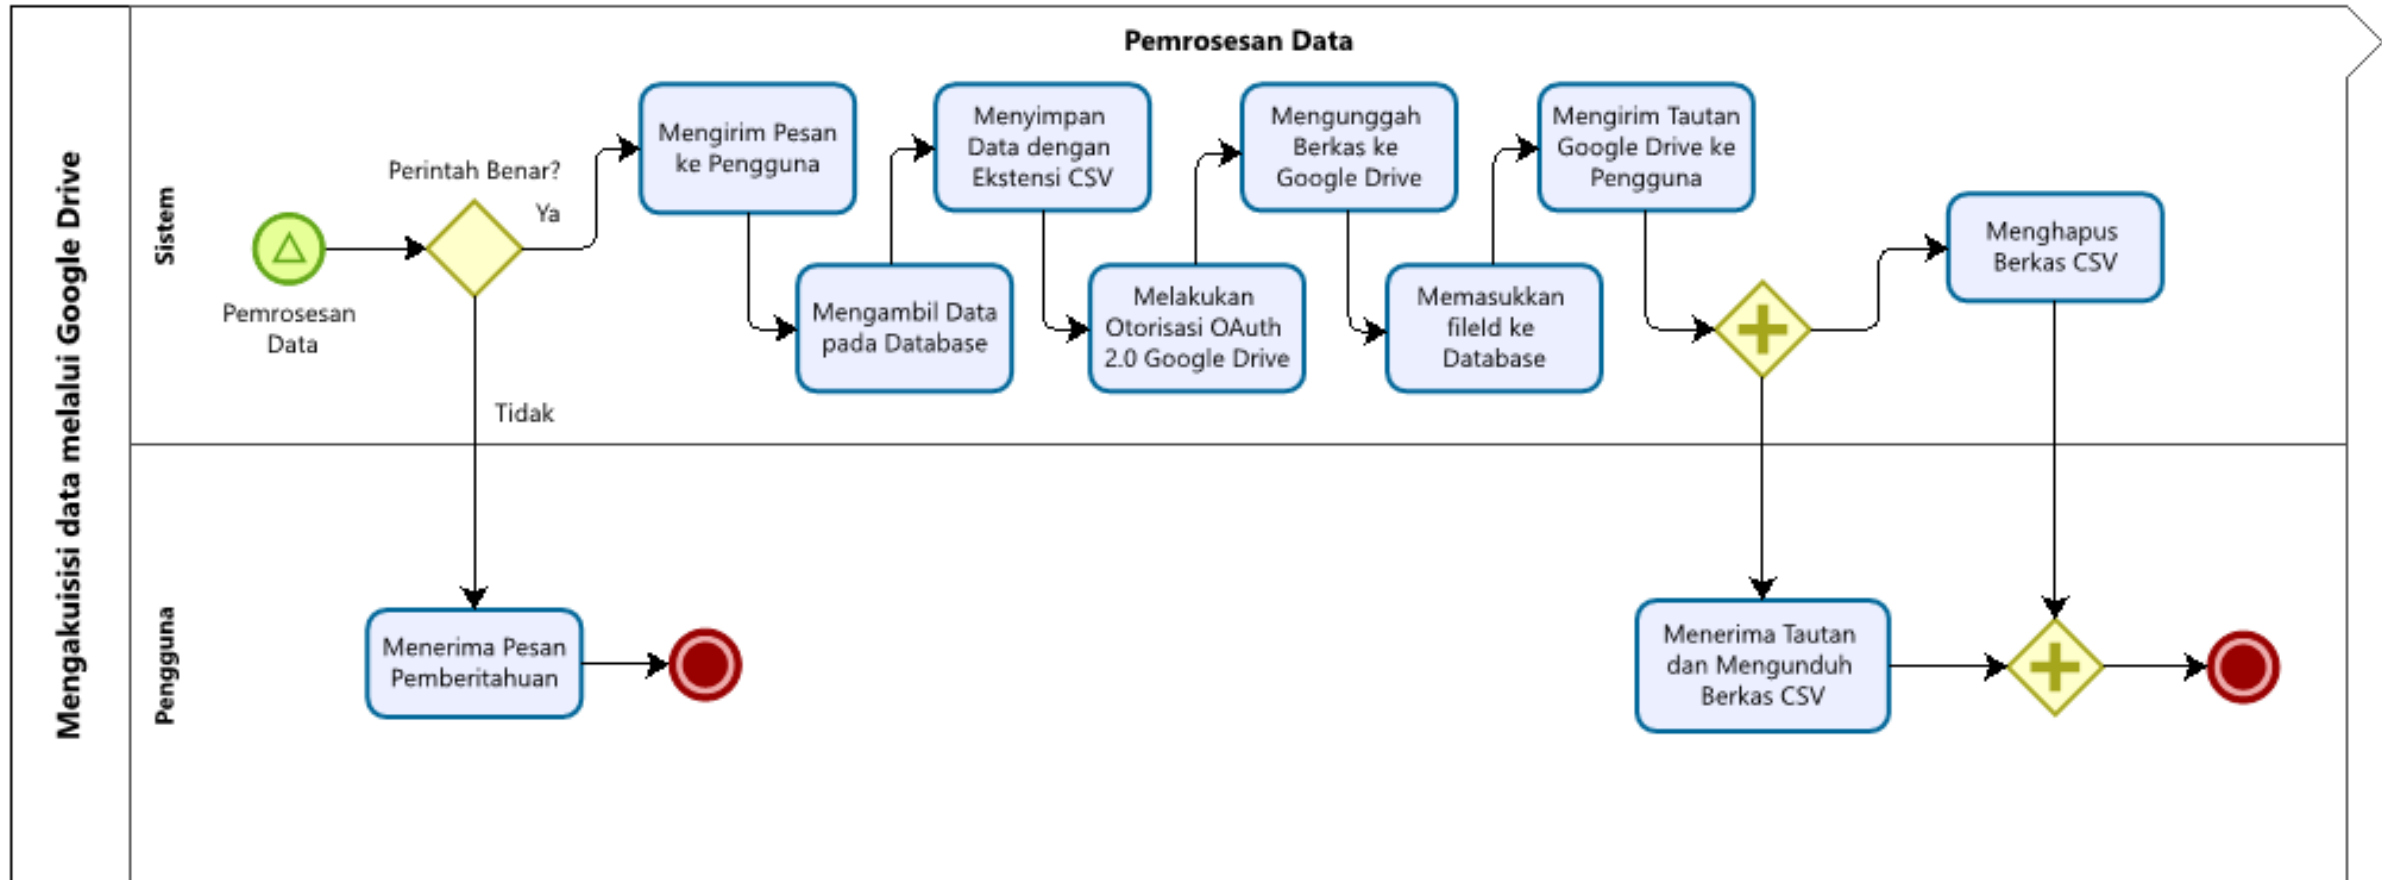 Pemrosesan Data
Mengakuisisi data melalui Google Drive
Sistem
Pemrosesan
Data
Perintah Benar?
Ya
Tidak
Mengirim Pesan
ke Pengguna
Mengambil Data
pada Database
Menyimpan
Data dengan
Ekstensi CSV
Melakukan
Otorisasi OAuth
2.0 Google Drive
Mengunggah
Berkas ke
Google Drive
Memasukkan
fileId ke
Database
Mengirim Tautan
Google Drive ke
Pengguna
Menghapus
Berkas CSV
Pengguna
Menerima Pesan
Pemberitahuan
Menerima Tautan
dan Mengunduh
Berkas CSV